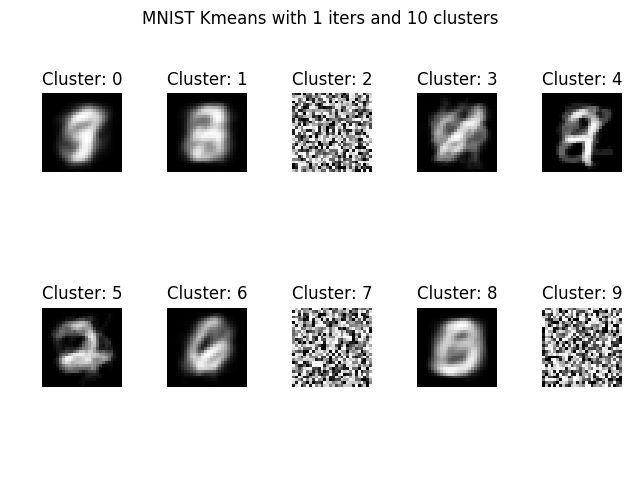 MNIST Kmeans with 1 iters and 10 clusters
Cluster: 0 Cluster: 1 Cluster: 2 Cluster: 3 Cluster: 4
Cluster: 5 Cluster: 6 Cluster: 7 Cluster: 8 Cluster: 9